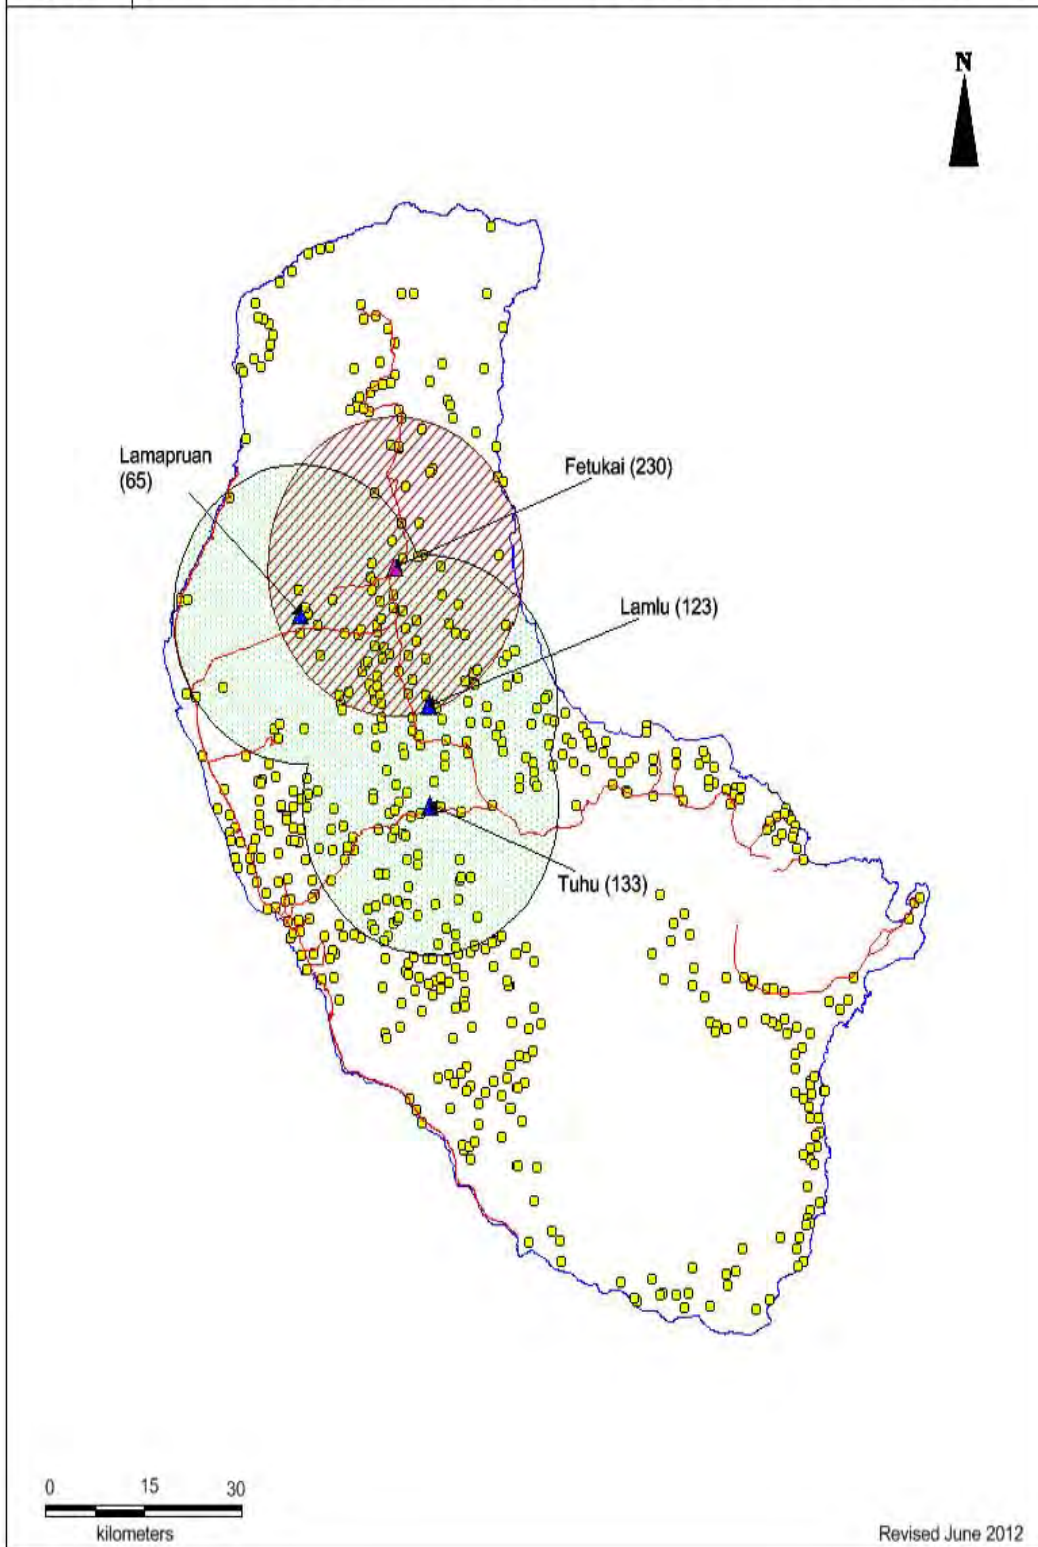 N
Lamapruan
(65)
Fetukai (230)
Lamlu (123)
Tuhu (133)
0 15 30
kilometers
Revised June 2012